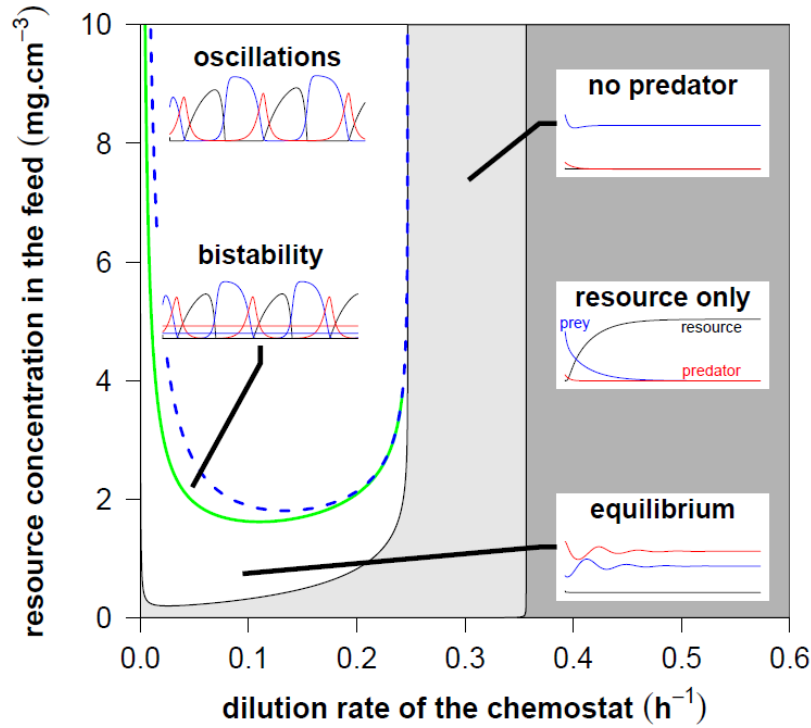 resource concentration in the feed (mg.cm⁻³)
10
8
6
4
2
0
oscillations
bistability
no predator
resource only
prey
resource
predator
equilibrium
0.0 0.1 0.2 0.3 0.4 0.5 0.6
dilution rate of the chemostat (h⁻¹)